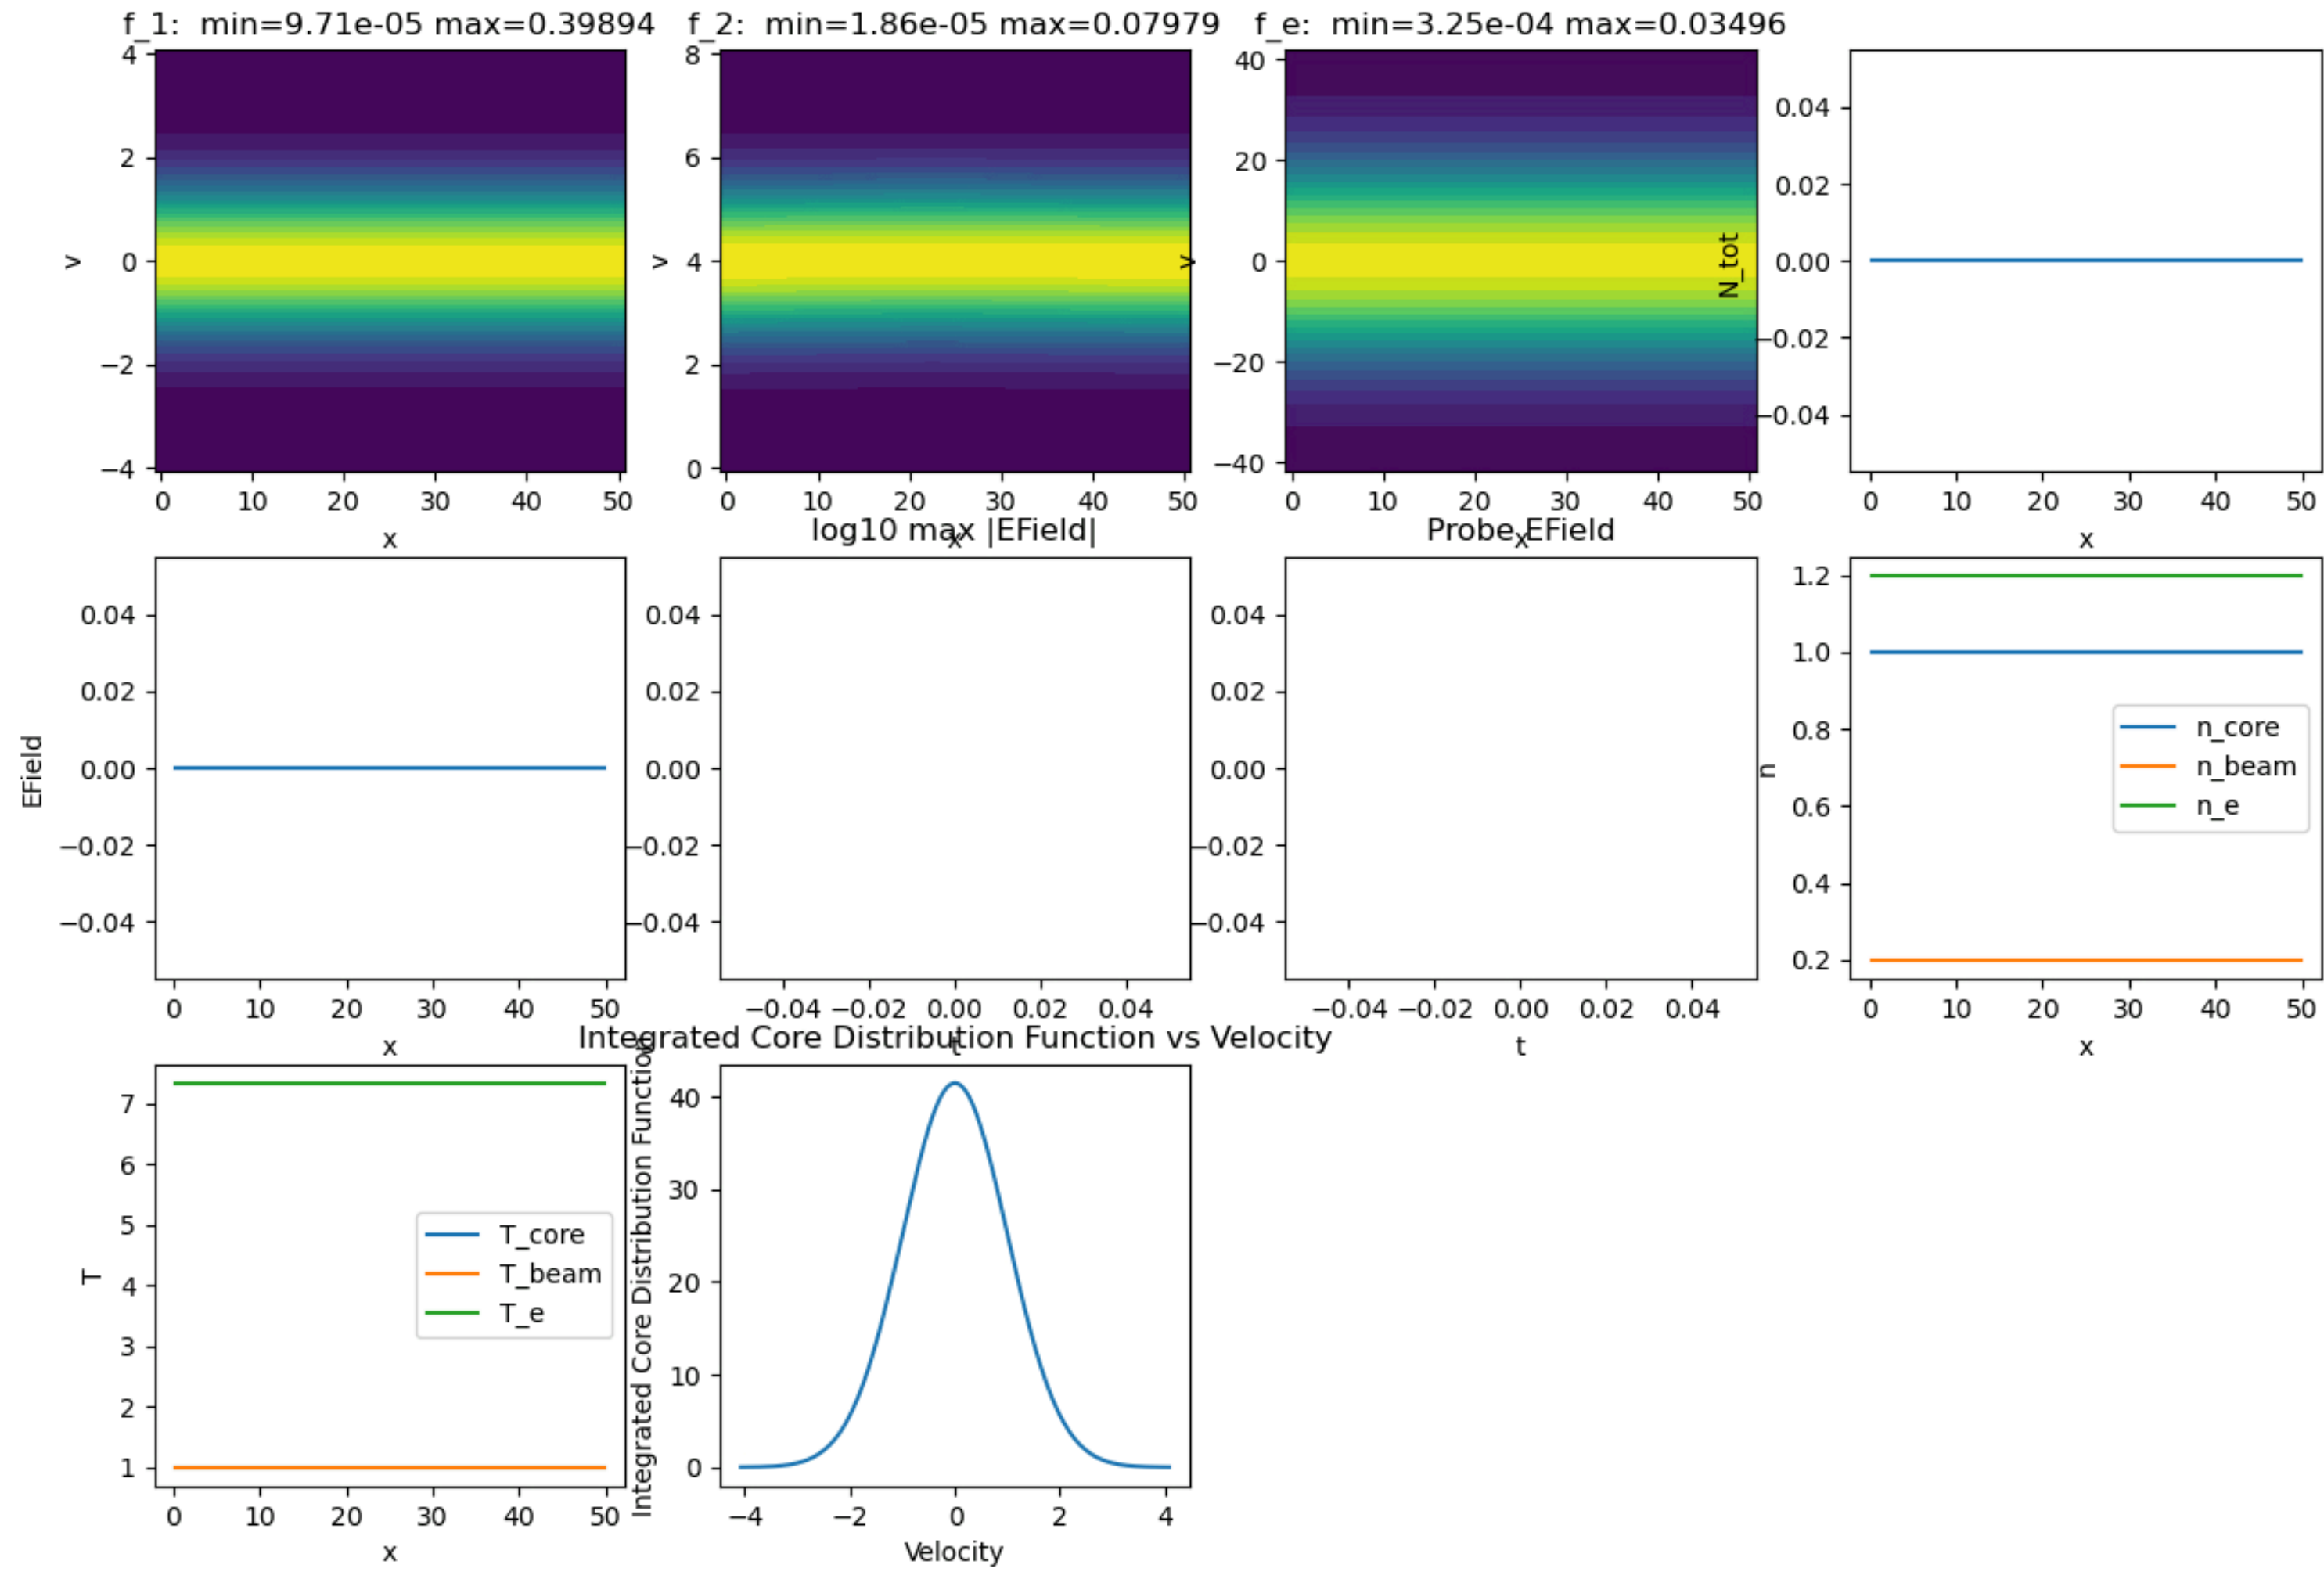 f_1:  min=9.71e-05 max=0.39894
f_2:  min=1.86e-05 max=0.07979
f_e:  min=3.25e-04 max=0.03496
4
2
0
−2
−4
v
0 10 20 30 40 50
x
8
6
4
2
0
v
0 10 20 30 40 50
x
40
20
0
−20
−40
v
0 10 20 30 40 50
x
0.04
0.02
0.00
−0.02
−0.04
N_tot
0 10 20 30 40 50
x
0.04
0.02
0.00
−0.02
−0.04
EField
0 10 20 30 40 50
x
log10 max |EField|
0.04
0.02
0.00
−0.02
−0.04
−0.04 −0.02 0.00 0.02 0.04
t
Probe EField
0.04
0.02
0.00
−0.02
−0.04
−0.04 −0.02 0.00 0.02 0.04
t
1.2
1.0
0.8
0.6
0.4
0.2
n
n_core
n_beam
n_e
0 10 20 30 40 50
x
7
6
5
4
3
2
1
T
T_core
T_beam
T_e
0 10 20 30 40 50
x
Integrated Core Distribution Function vs Velocity
Integrated Core Distribution Function
40
30
20
10
0
−4 −2 0 2 4
Velocity